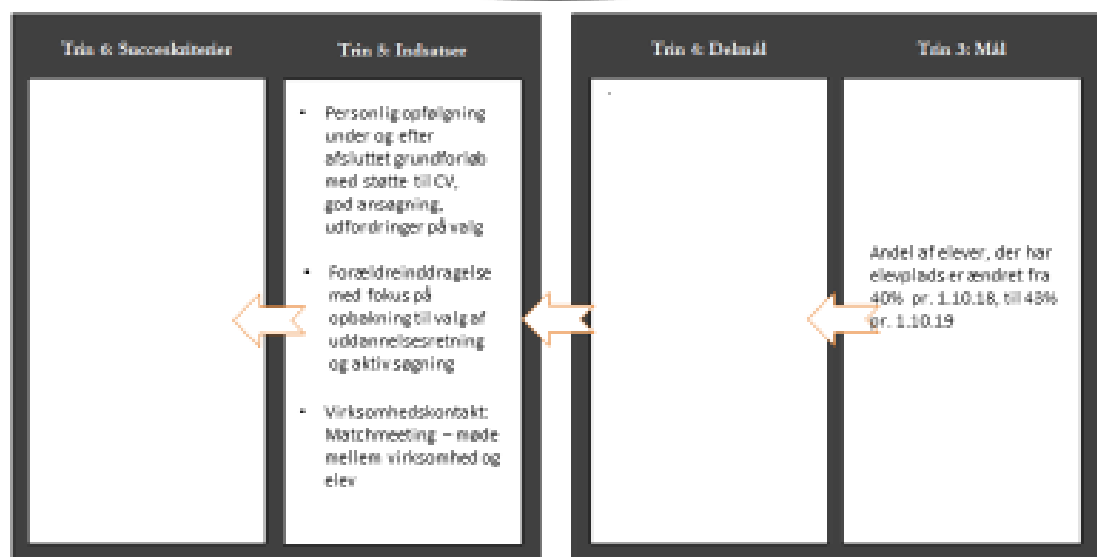 Trin 6: Succeskriterier
Trin 5: Indsatser
• Personlig opfølgning
under og efter
afsluttet grundforløb
med støtte til CV,
god ansøgning,
udfordringer på valg
• Forældreinddragelse
med fokus på
opbakning til valg af
uddannelsesretning
og aktiv søgning
• Virksomhedskontakt:
Matchmeeting – møde
mellem virksomhed og
elev
Trin 4: Delmål
Trin 3: Mål
Andel af elever, der har
elevplads er ændret fra
40% pr. 1.10.18, til 43%
pr. 1.10.19